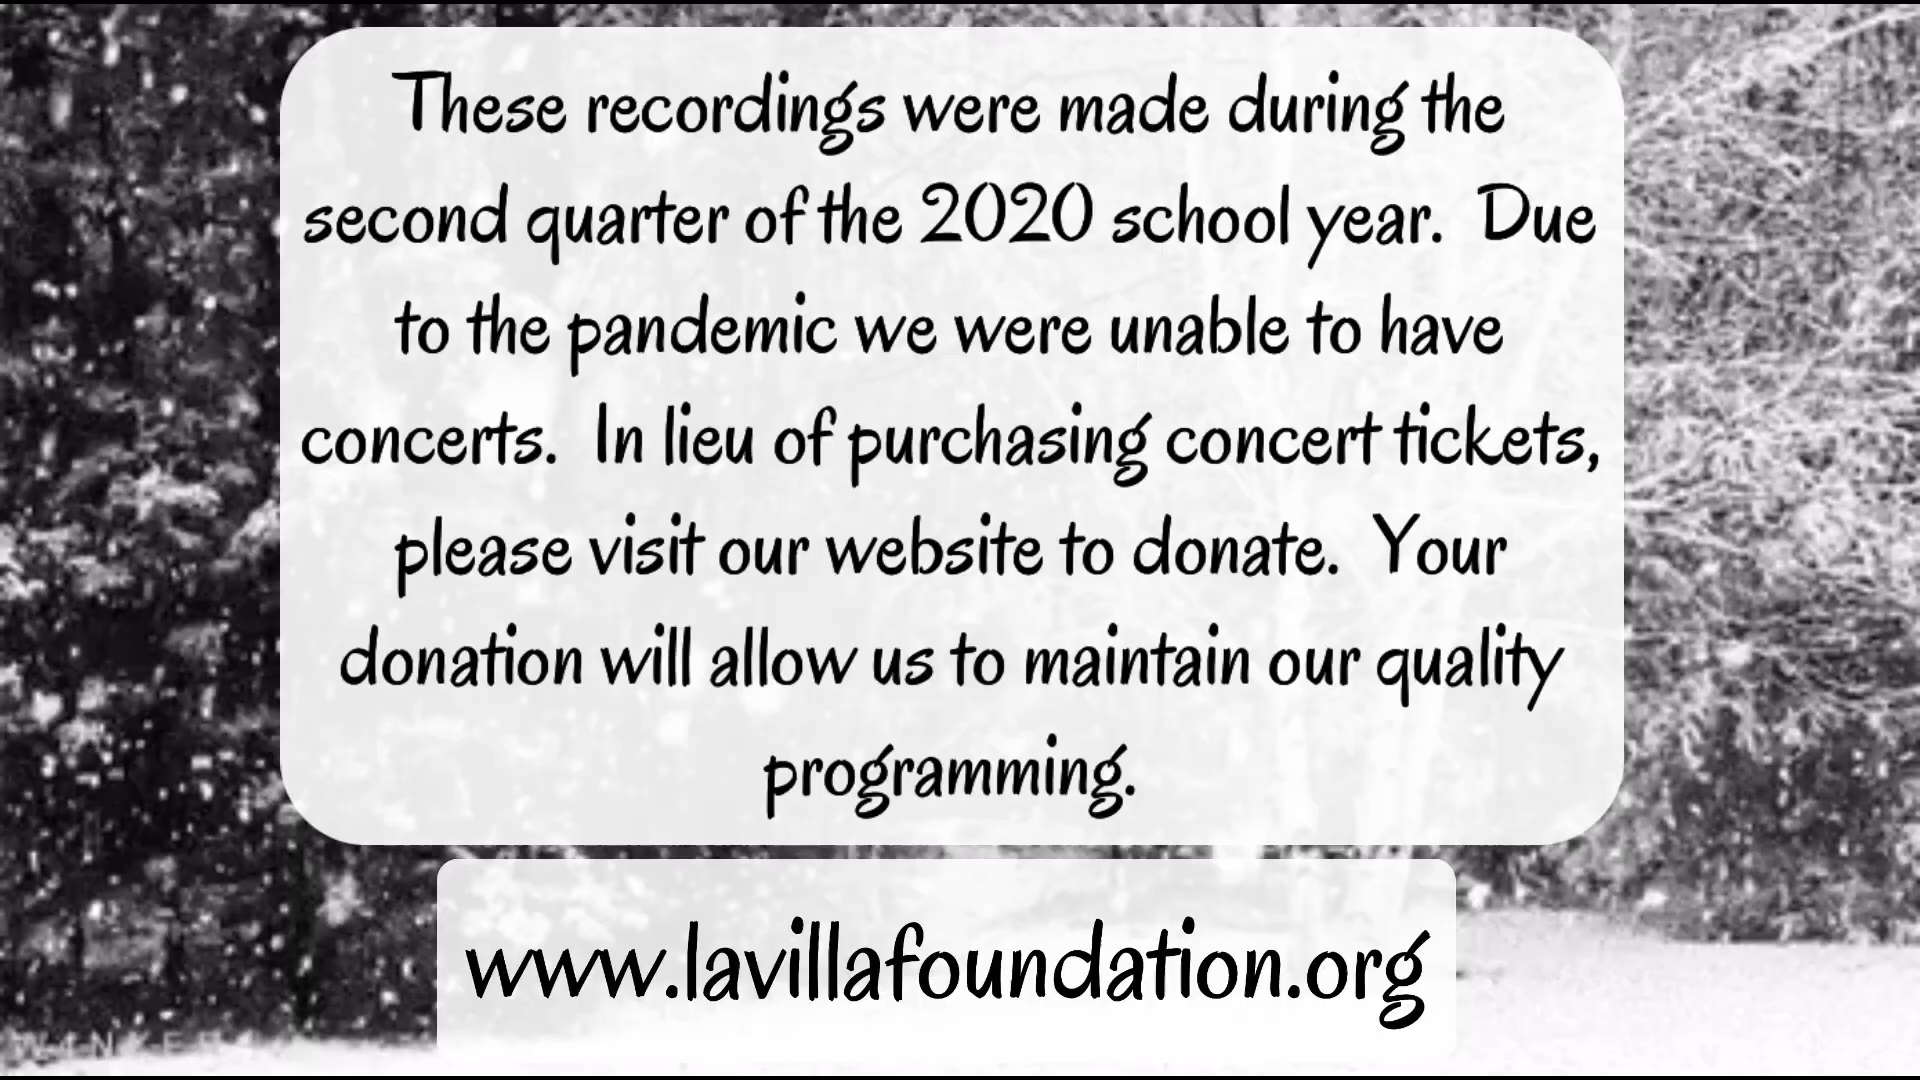 These recordings were made during the
second quarter of the 2020 school year.  Due
to the pandemic we were unable to have
concerts.  In lieu of purchasing concert tickets,
please visit our website to donate.  Your
donation will allow us to maintain our quality
programming.
www.lavillafoundation.org